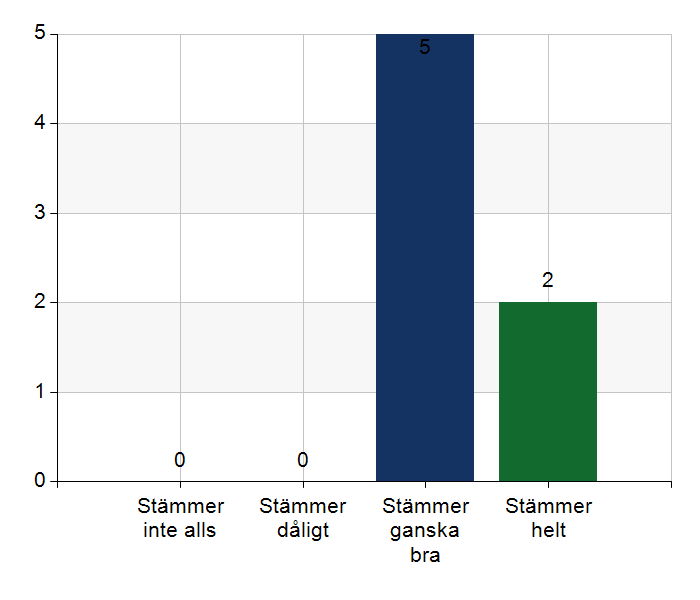 5
4
3
2
1
0
0
0
5
2
Stämmer
inte alls
Stämmer
dåligt
Stämmer
ganska
bra
Stämmer
helt